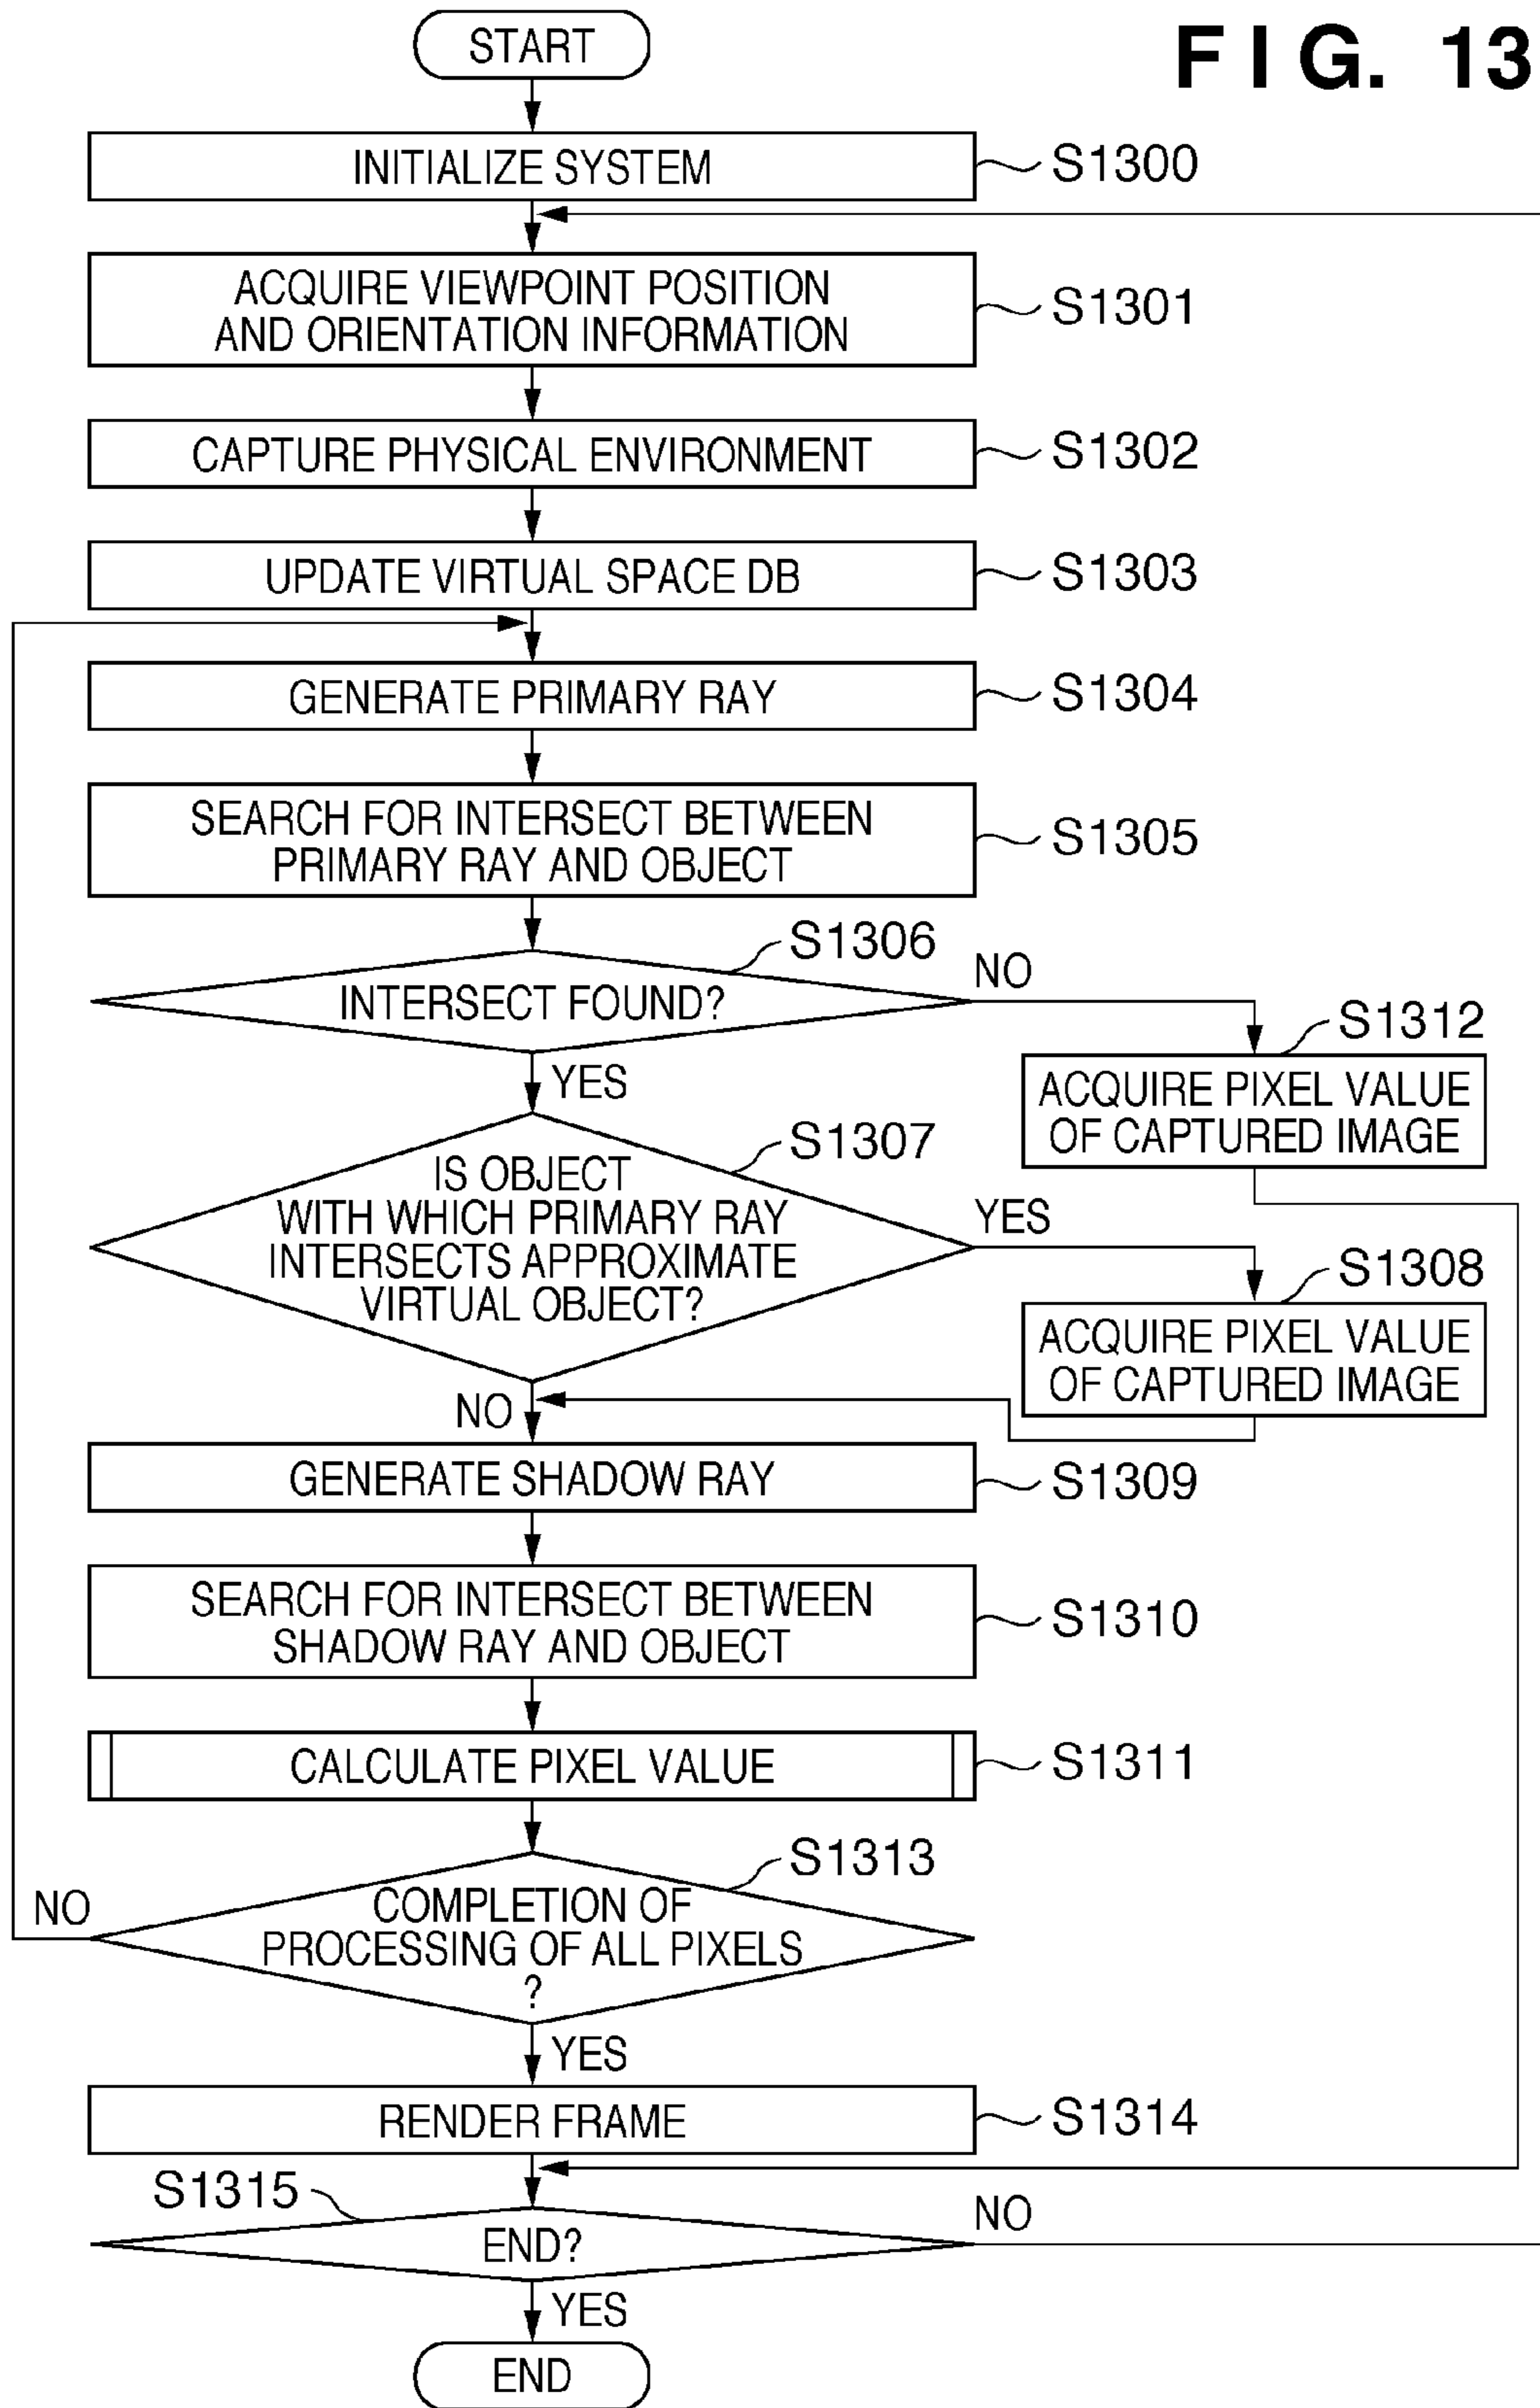 FIG. 13
START
INITIALIZE SYSTEM
S1300
ACQUIRE VIEWPOINT POSITION
AND ORIENTATION INFORMATION
S1301
CAPTURE PHYSICAL ENVIRONMENT
S1302
UPDATE VIRTUAL SPACE DB
S1303
GENERATE PRIMARY RAY
S1304
SEARCH FOR INTERSECT BETWEEN
PRIMARY RAY AND OBJECT
S1305
S1306
INTERSECT FOUND?
NO
YES
S1312
ACQUIRE PIXEL VALUE
OF CAPTURED IMAGE
S1307
IS OBJECT
WITH WHICH PRIMARY RAY
INTERSECTS APPROXIMATE
VIRTUAL OBJECT?
YES
NO
S1308
ACQUIRE PIXEL VALUE
OF CAPTURED IMAGE
GENERATE SHADOW RAY
S1309
SEARCH FOR INTERSECT BETWEEN
SHADOW RAY AND OBJECT
S1310
CALCULATE PIXEL VALUE
S1311
S1313
NO
COMPLETION OF
PROCESSING OF ALL PIXELS
?
YES
RENDER FRAME
S1314
S1315
END?
NO
YES
END